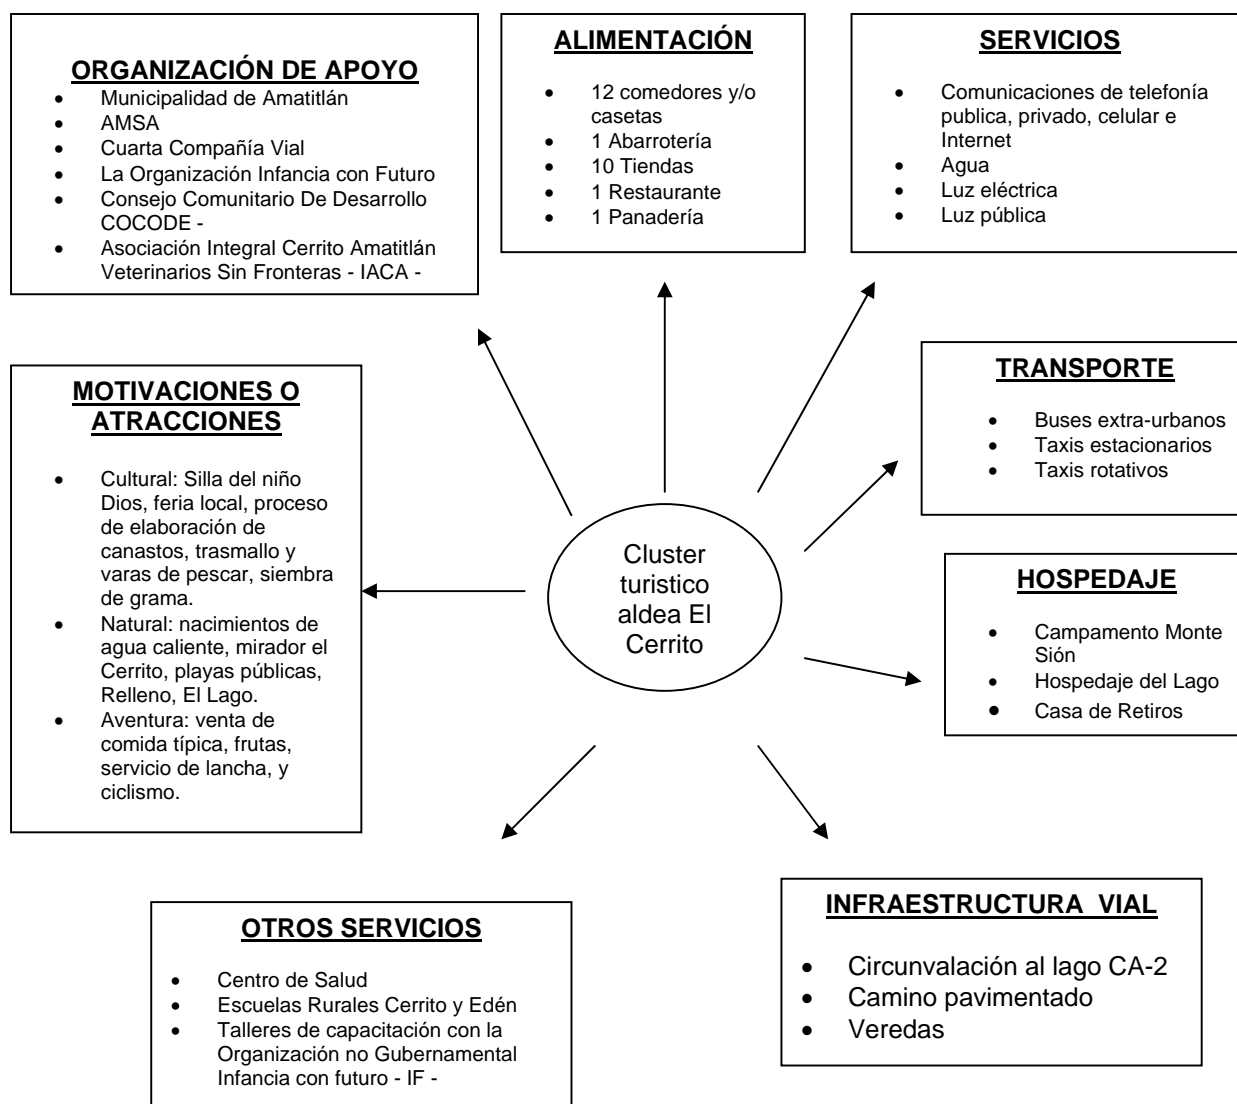 ORGANIZACIÓN DE APOYO
• Municipalidad de Amatitlán
• AMSA
• Cuarta Compañía Vial
• La Organización Infancia con Futuro
• Consejo Comunitario De Desarrollo
COCODE -
• Asociación Integral Cerrito Amatitlán
Veterinarios Sin Fronteras - IACA -
ALIMENTACIÓN
• 12 comedores y/o
casetas
• 1 Abarrotería
• 10 Tiendas
• 1 Restaurante
• 1 Panadería
SERVICIOS
• Comunicaciones de telefonía
publica, privado, celular e
Internet
• Agua
• Luz eléctrica
• Luz pública
MOTIVACIONES O
ATRACCIONES
• Cultural: Silla del niño
Dios, feria local, proceso
de elaboración de
canastos, trasmallo y
varas de pescar, siembra
de grama.
• Natural: nacimientos de
agua caliente, mirador el
Cerrito, playas públicas,
Relleno, El Lago.
• Aventura: venta de
comida típica, frutas,
servicio de lancha, y
ciclismo.
Cluster
turistico
aldea El
Cerrito
TRANSPORTE
• Buses extra-urbanos
• Taxis estacionarios
• Taxis rotativos
HOSPEDAJE
• Campamento Monte
Sión
• Hospedaje del Lago
• Casa de Retiros
OTROS SERVICIOS
• Centro de Salud
• Escuelas Rurales Cerrito y Edén
• Talleres de capacitación con la
Organización no Gubernamental
Infancia con futuro - IF -
INFRAESTRUCTURA VIAL
• Circunvalación al lago CA-2
• Camino pavimentado
• Veredas